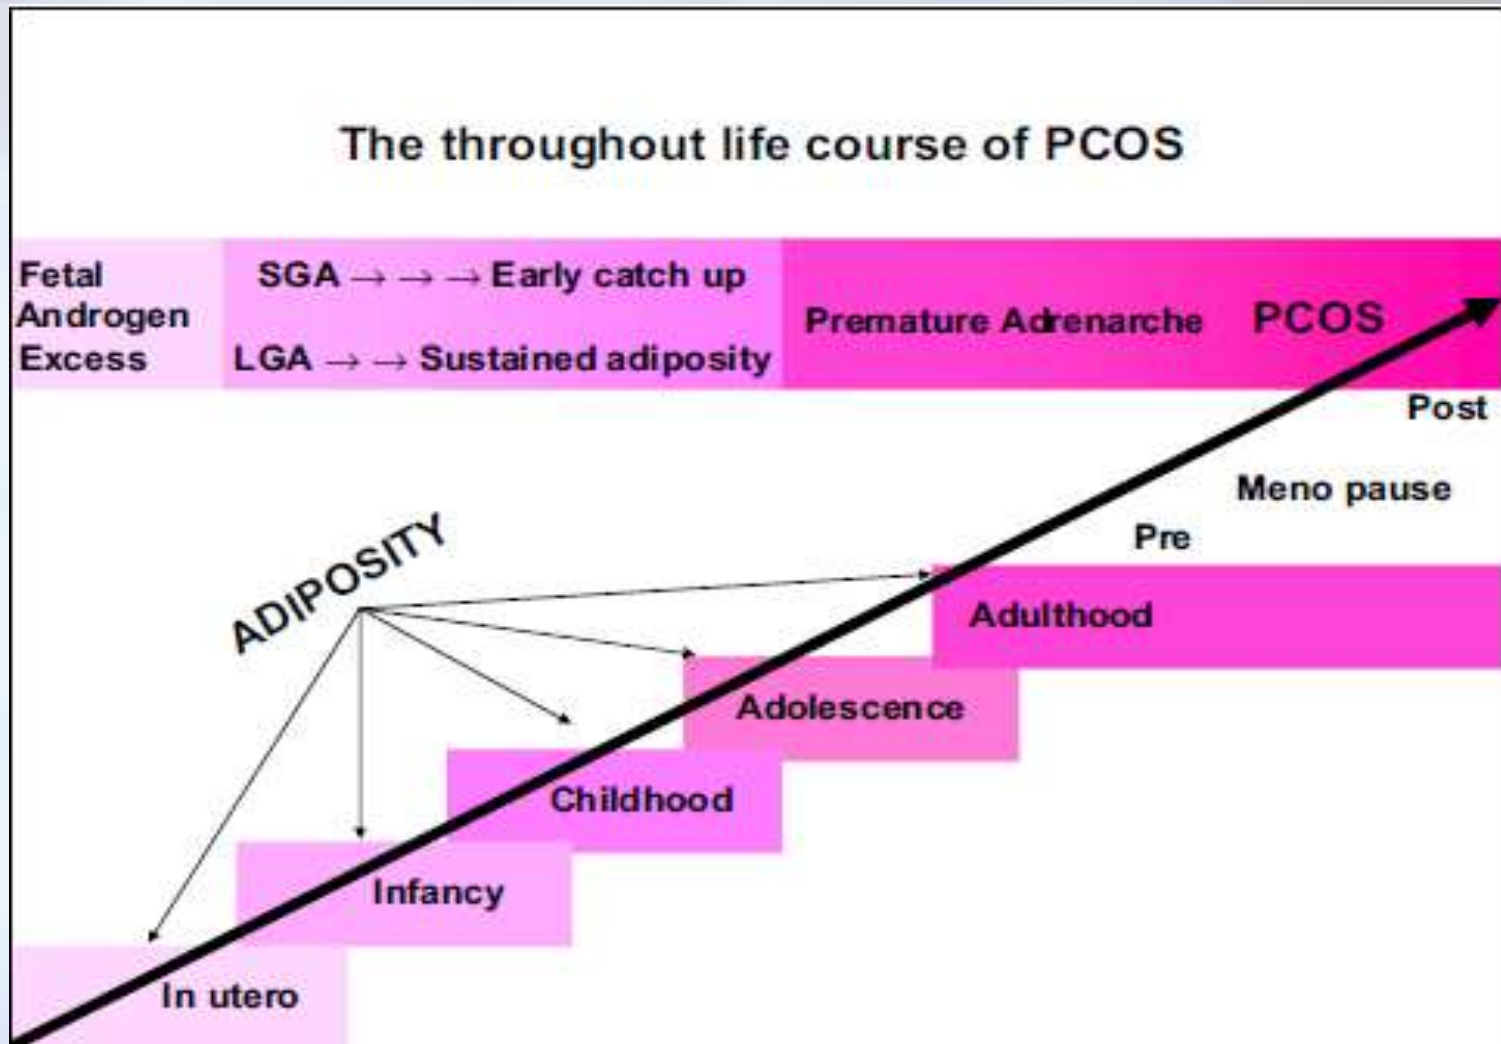 The throughout life course of PCOS
Fetal
Androgen
Excess
SGA → → → Early catch up
LGA → → Sustained adiposity
Premature Adrenarche
PCOS
Post
Meno pause
Pre
ADIPOSITY
Adulthood
Adolescence
Childhood
Infancy
In utero